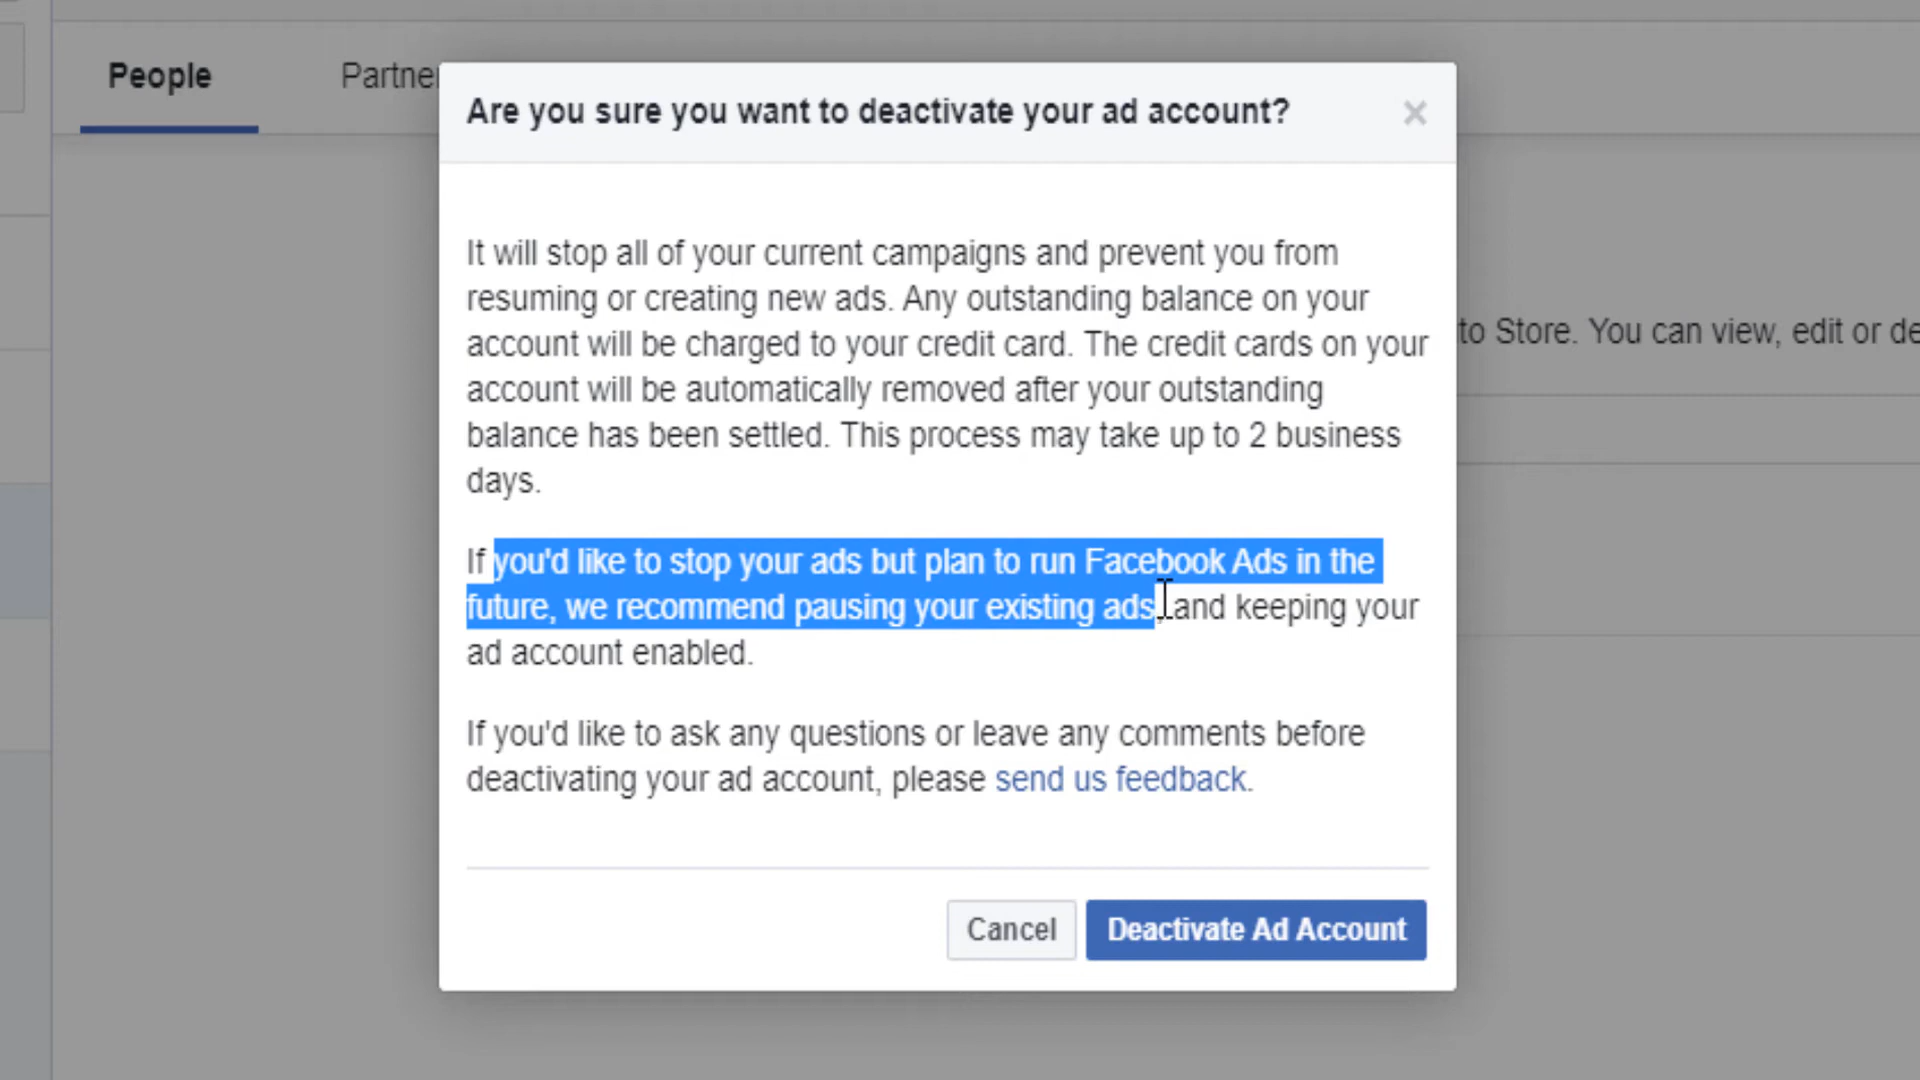 People
Partner
Are you sure you want to deactivate your ad account?
×
It will stop all of your current campaigns and prevent you from
resuming or creating new ads. Any outstanding balance on your
account will be charged to your credit card. The credit cards on your
account will be automatically removed after your outstanding
balance has been settled. This process may take up to 2 business
days.
to Store. You can view, edit or de
If you'd like to stop your ads but plan to run Facebook Ads in the
future, we recommend pausing your existing ads, and keeping your
ad account enabled.
If you'd like to ask any questions or leave any comments before
deactivating your ad account, please send us feedback.
Cancel
Deactivate Ad Account